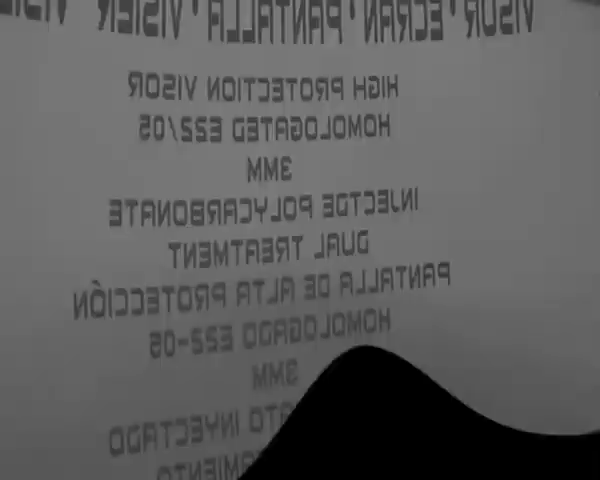 VISOR · ÉCRAN · PANTALLA · VISIER
HIGH PROTECTION VISOR
HOMOLOGATED E22/05
3MM
INJECTDE POLYCARBONATE
DUAL TREATMENT
PANTALLA DE ALTA PROTECCIÓN
HOMOLOGADO E22-05
3MM
INYECTADO